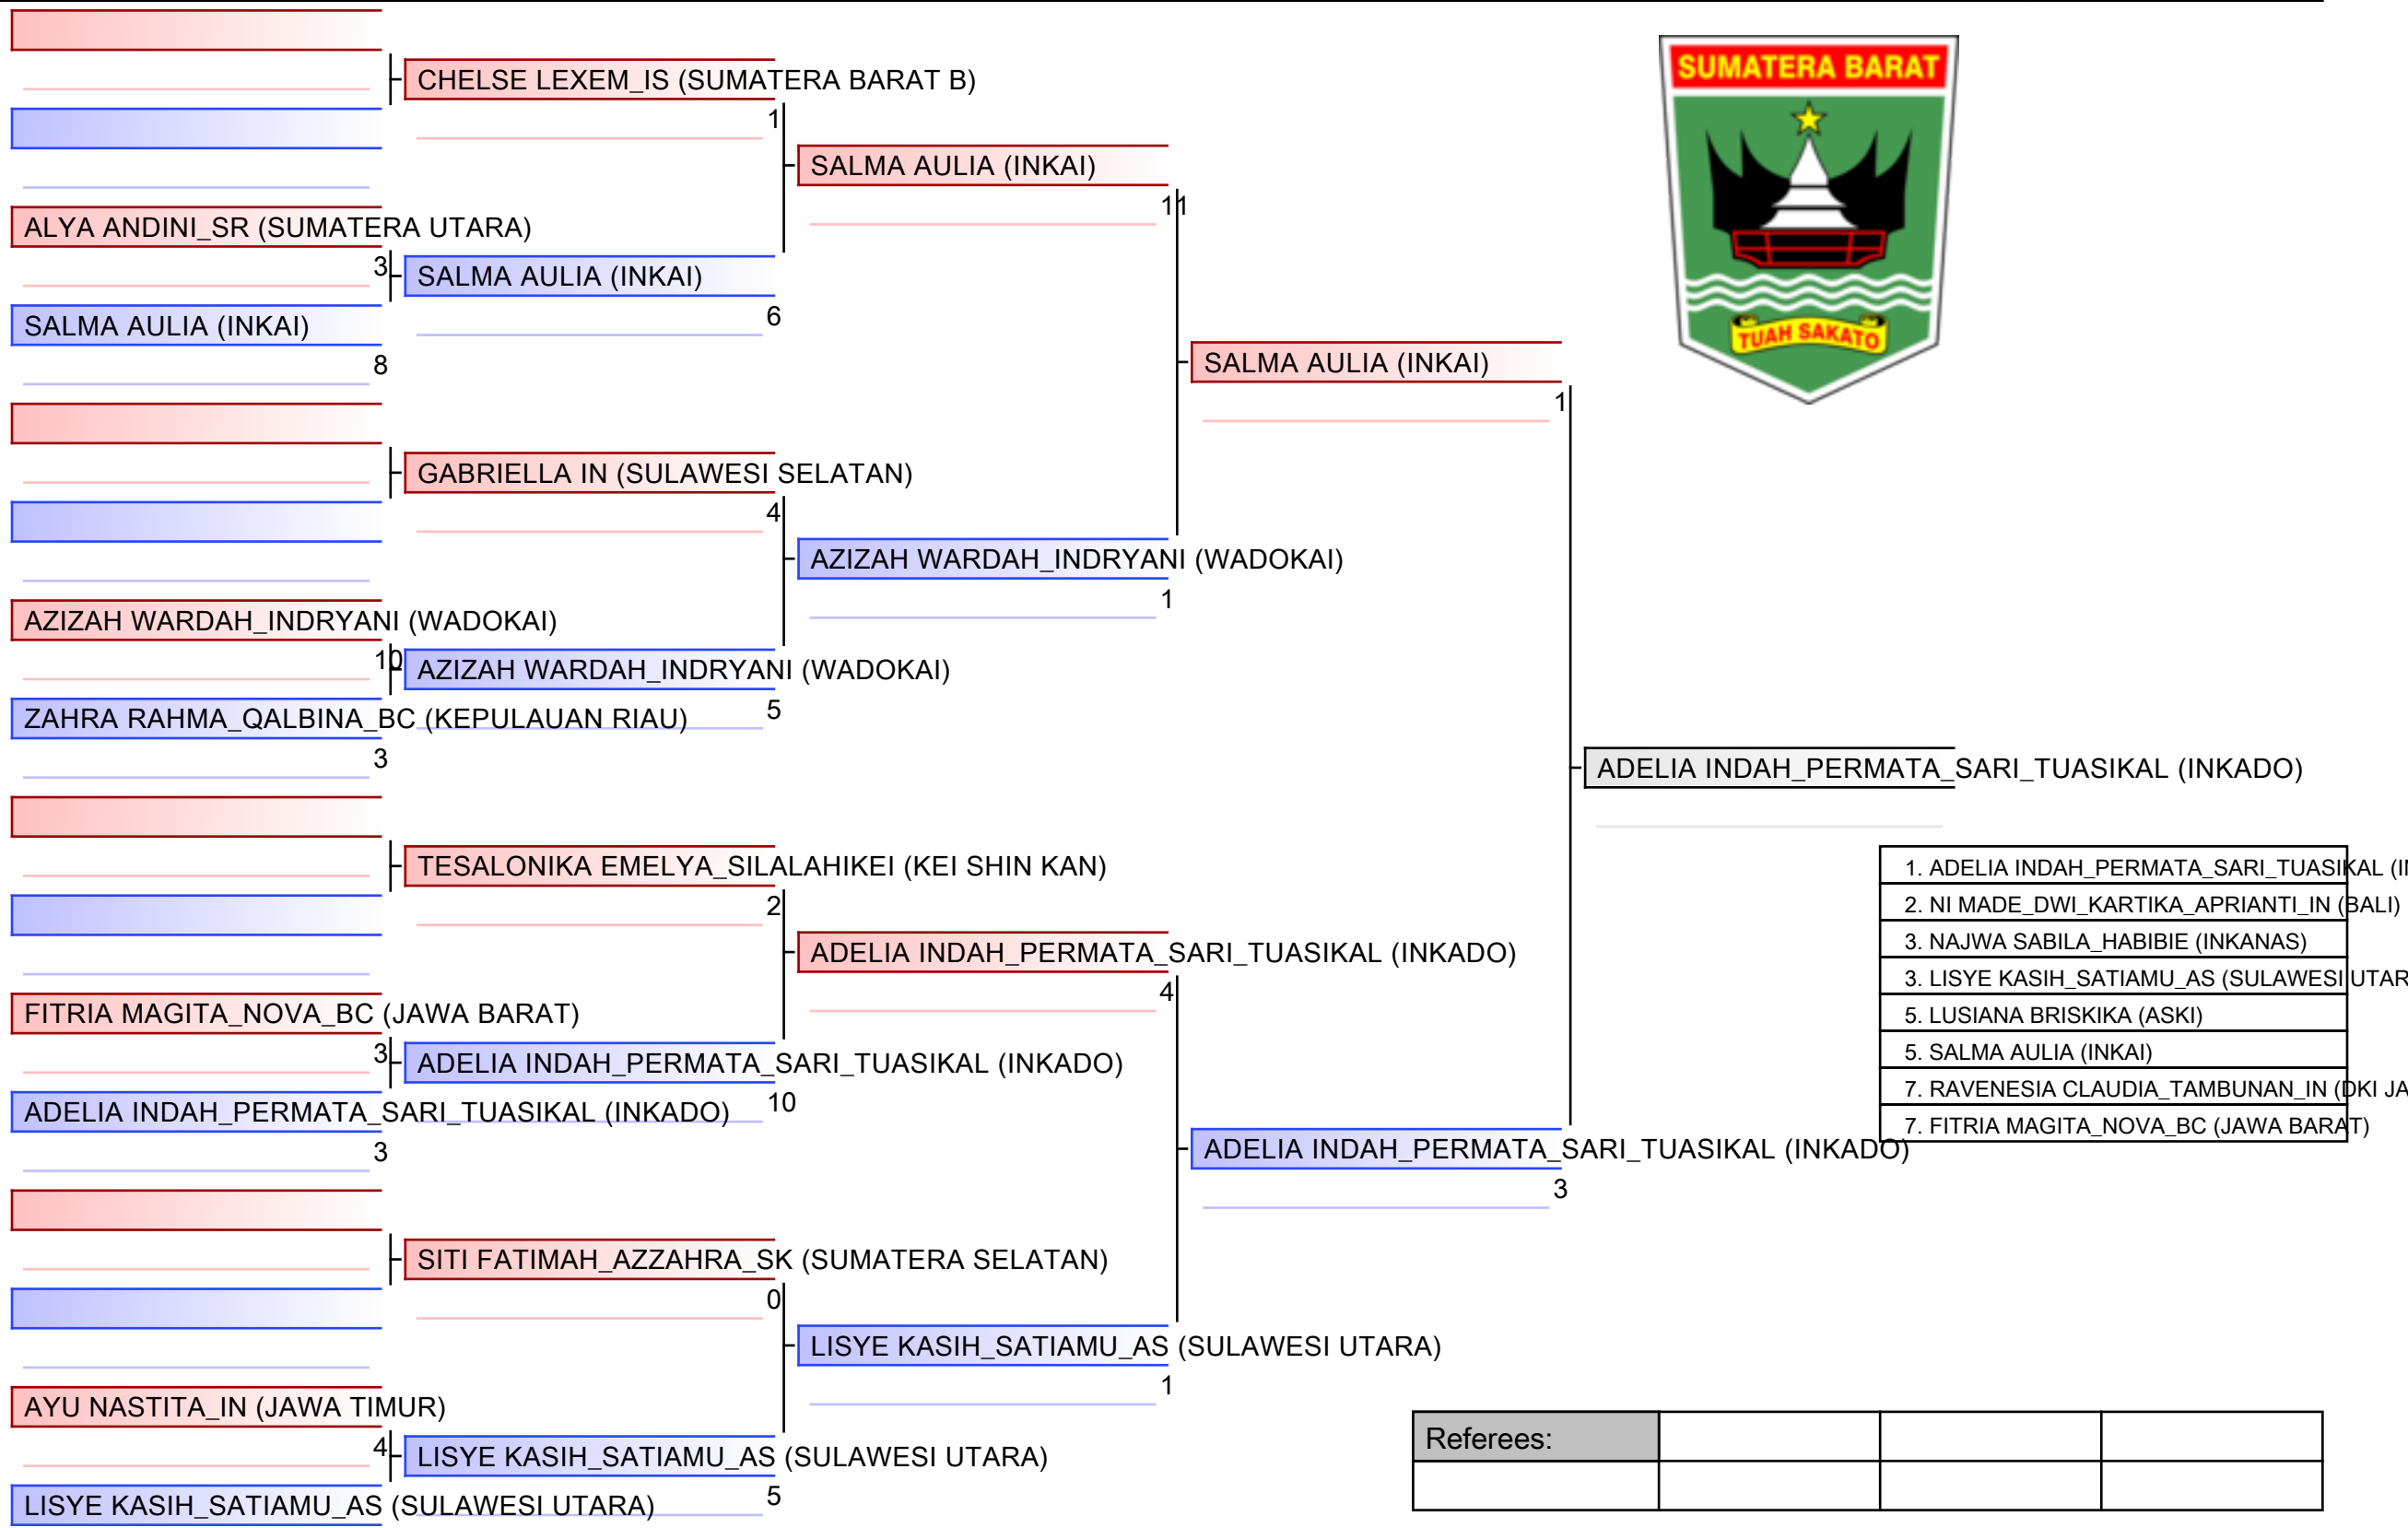 CHELSE LEXEM_IS (SUMATERA BARAT B)
1
ALYA ANDINI_SR (SUMATERA UTARA)
3
SALMA AULIA (INKAI)
8
SALMA AULIA (INKAI)
6
SALMA AULIA (INKAI)
11
GABRIELLA IN (SULAWESI SELATAN)
4
AZIZAH WARDAH_INDRYANI (WADOKAI)
10
ZAHRA RAHMA_QALBINA_BC (KEPULAUAN RIAU)
3
AZIZAH WARDAH_INDRYANI (WADOKAI)
5
AZIZAH WARDAH_INDRYANI (WADOKAI)
1
SALMA AULIA (INKAI)
1
TESALONIKA EMELYA_SILALAHIKEI (KEI SHIN KAN)
2
FITRIA MAGITA_NOVA_BC (JAWA BARAT)
3
ADELIA INDAH_PERMATA_SARI_TUASIKAL (INKADO)
3
ADELIA INDAH_PERMATA_SARI_TUASIKAL (INKADO)
10
ADELIA INDAH_PERMATA_SARI_TUASIKAL (INKADO)
4
SITI FATIMAH_AZZAHRA_SK (SUMATERA SELATAN)
0
AYU NASTITA_IN (JAWA TIMUR)
4
LISYE KASIH_SATIAMU_AS (SULAWESI UTARA)
LISYE KASIH_SATIAMU_AS (SULAWESI UTARA)
5
LISYE KASIH_SATIAMU_AS (SULAWESI UTARA)
1
ADELIA INDAH_PERMATA_SARI_TUASIKAL (INKADO)
3
ADELIA INDAH_PERMATA_SARI_TUASIKAL (INKADO)
SUMATERA BARAT
TUAH SAKATO
1. ADELIA INDAH_PERMATA_SARI_TUASIKAL (I
2. NI MADE_DWI_KARTIKA_APRIANTI_IN (BALI)
3. NAJWA SABILA_HABIBIE (INKANAS)
3. LISYE KASIH_SATIAMU_AS (SULAWESI UTAR
5. LUSIANA BRISKIKA (ASKI)
5. SALMA AULIA (INKAI)
7. RAVENESIA CLAUDIA_TAMBUNAN_IN (DKI JA
7. FITRIA MAGITA_NOVA_BC (JAWA BARAT)
Referees: